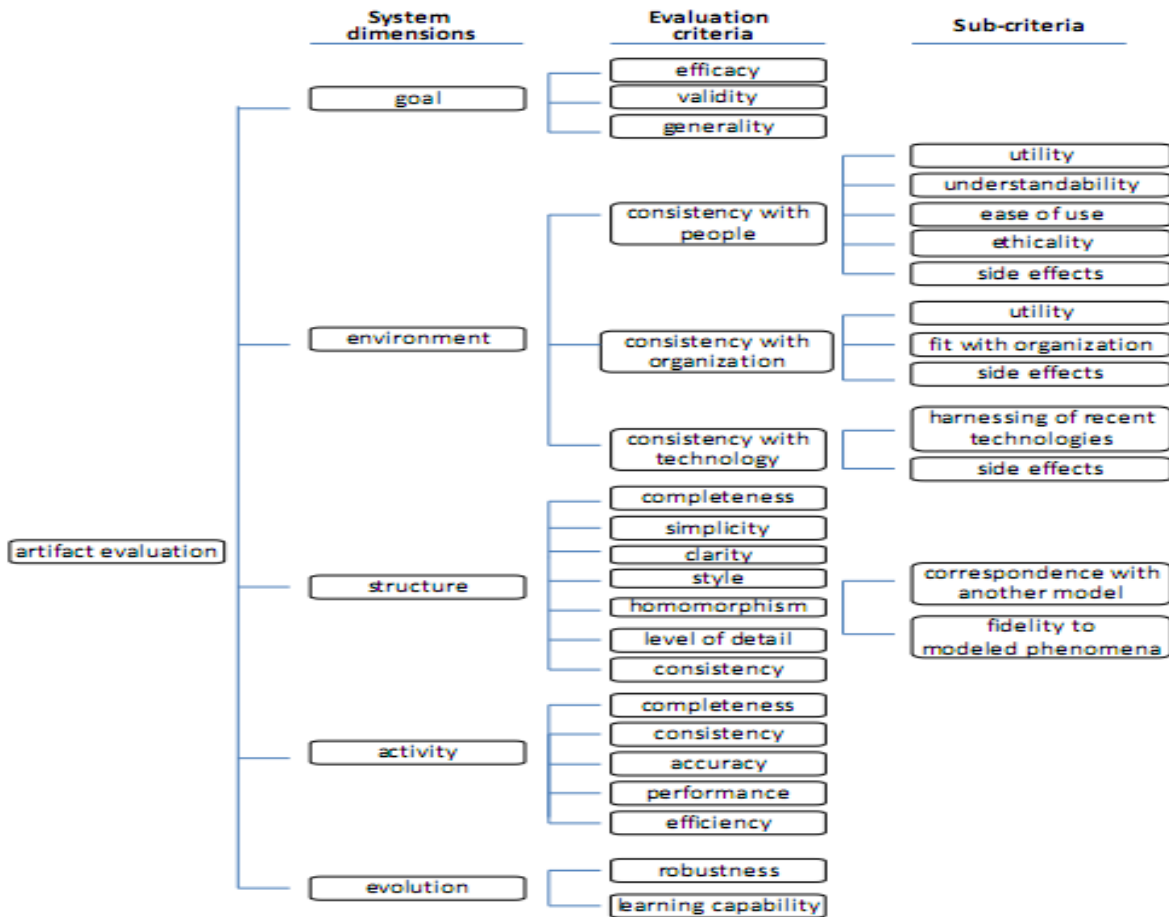 System
dimensions
Evaluation
criteria
Sub-criteria
artifact evaluation
goal
efficacy
validity
generality
environment
consistency with
people
utility
understandability
ease of use
ethicality
side effects
consistency with
organization
utility
fit with organization
side effects
consistency with
technology
harnessing of recent
technologies
side effects
structure
completeness
simplicity
clarity
style
homomorphism
correspondence with
another model
fidelity to
modeled phenomena
level of detail
consistency
activity
completeness
consistency
accuracy
performance
efficiency
evolution
robustness
learning capability